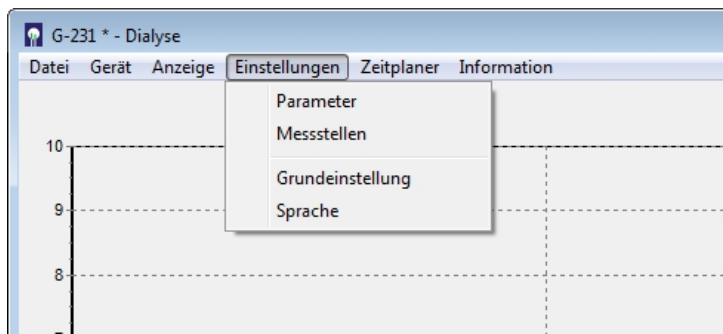 G-231 * - Dialyse
Datei Gerät Anzeige Einstellungen Zeitplaner Information
Parameter
Messstellen
Grundeinstellung
Sprache
10
9
8